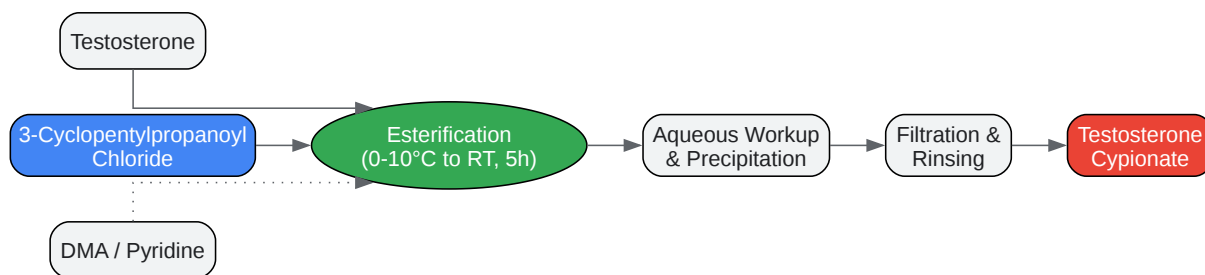 Testosterone
3-Cyclopentylpropanoyl
Chloride
DMA / Pyridine
Esterification
(0-10°C to RT, 5h)
Aqueous Workup
& Precipitation
Filtration &
Rinsing
Testosterone
Cypionate